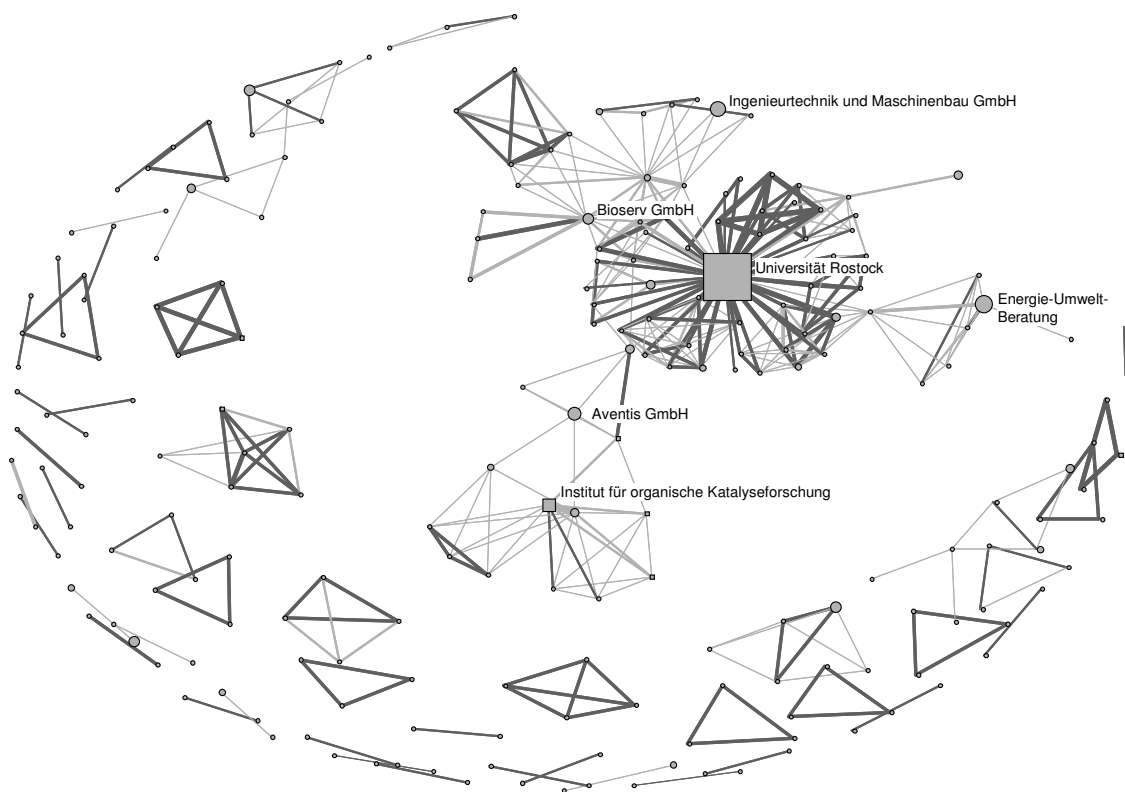 Ingenieurtechnik und Maschinenbau GmbH
Bioserv GmbH
Universität Rostock
Energie-Umwelt-
Beratung
Aventis GmbH
Institut für organische Katalyseforschung